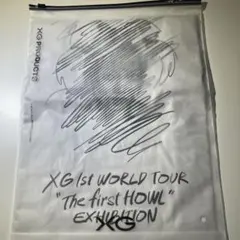 XG PRODUCTS
XG 1st WORLD TOUR
"The first HOWL"
EXHIBITION
XG